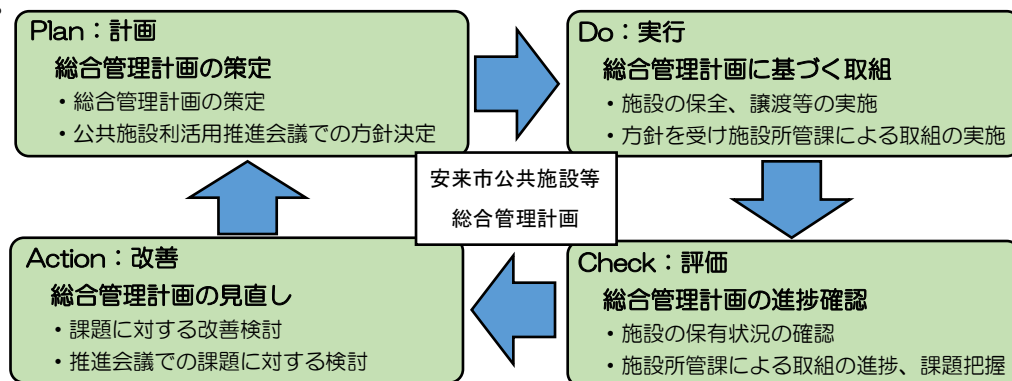 Plan：計画
総合管理計画の策定
・総合管理計画の策定
・公共施設利活用推進会議での方針決定
Do：実行
総合管理計画に基づく取組
・施設の保全、譲渡等の実施
・方針を受け施設所管課による取組の実施
安来市公共施設等
総合管理計画
Action：改善
総合管理計画の見直し
・課題に対する改善検討
・推進会議での課題に対する検討
Check：評価
総合管理計画の進捗確認
・施設の保有状況の確認
・施設所管課による取組の進捗、課題把握